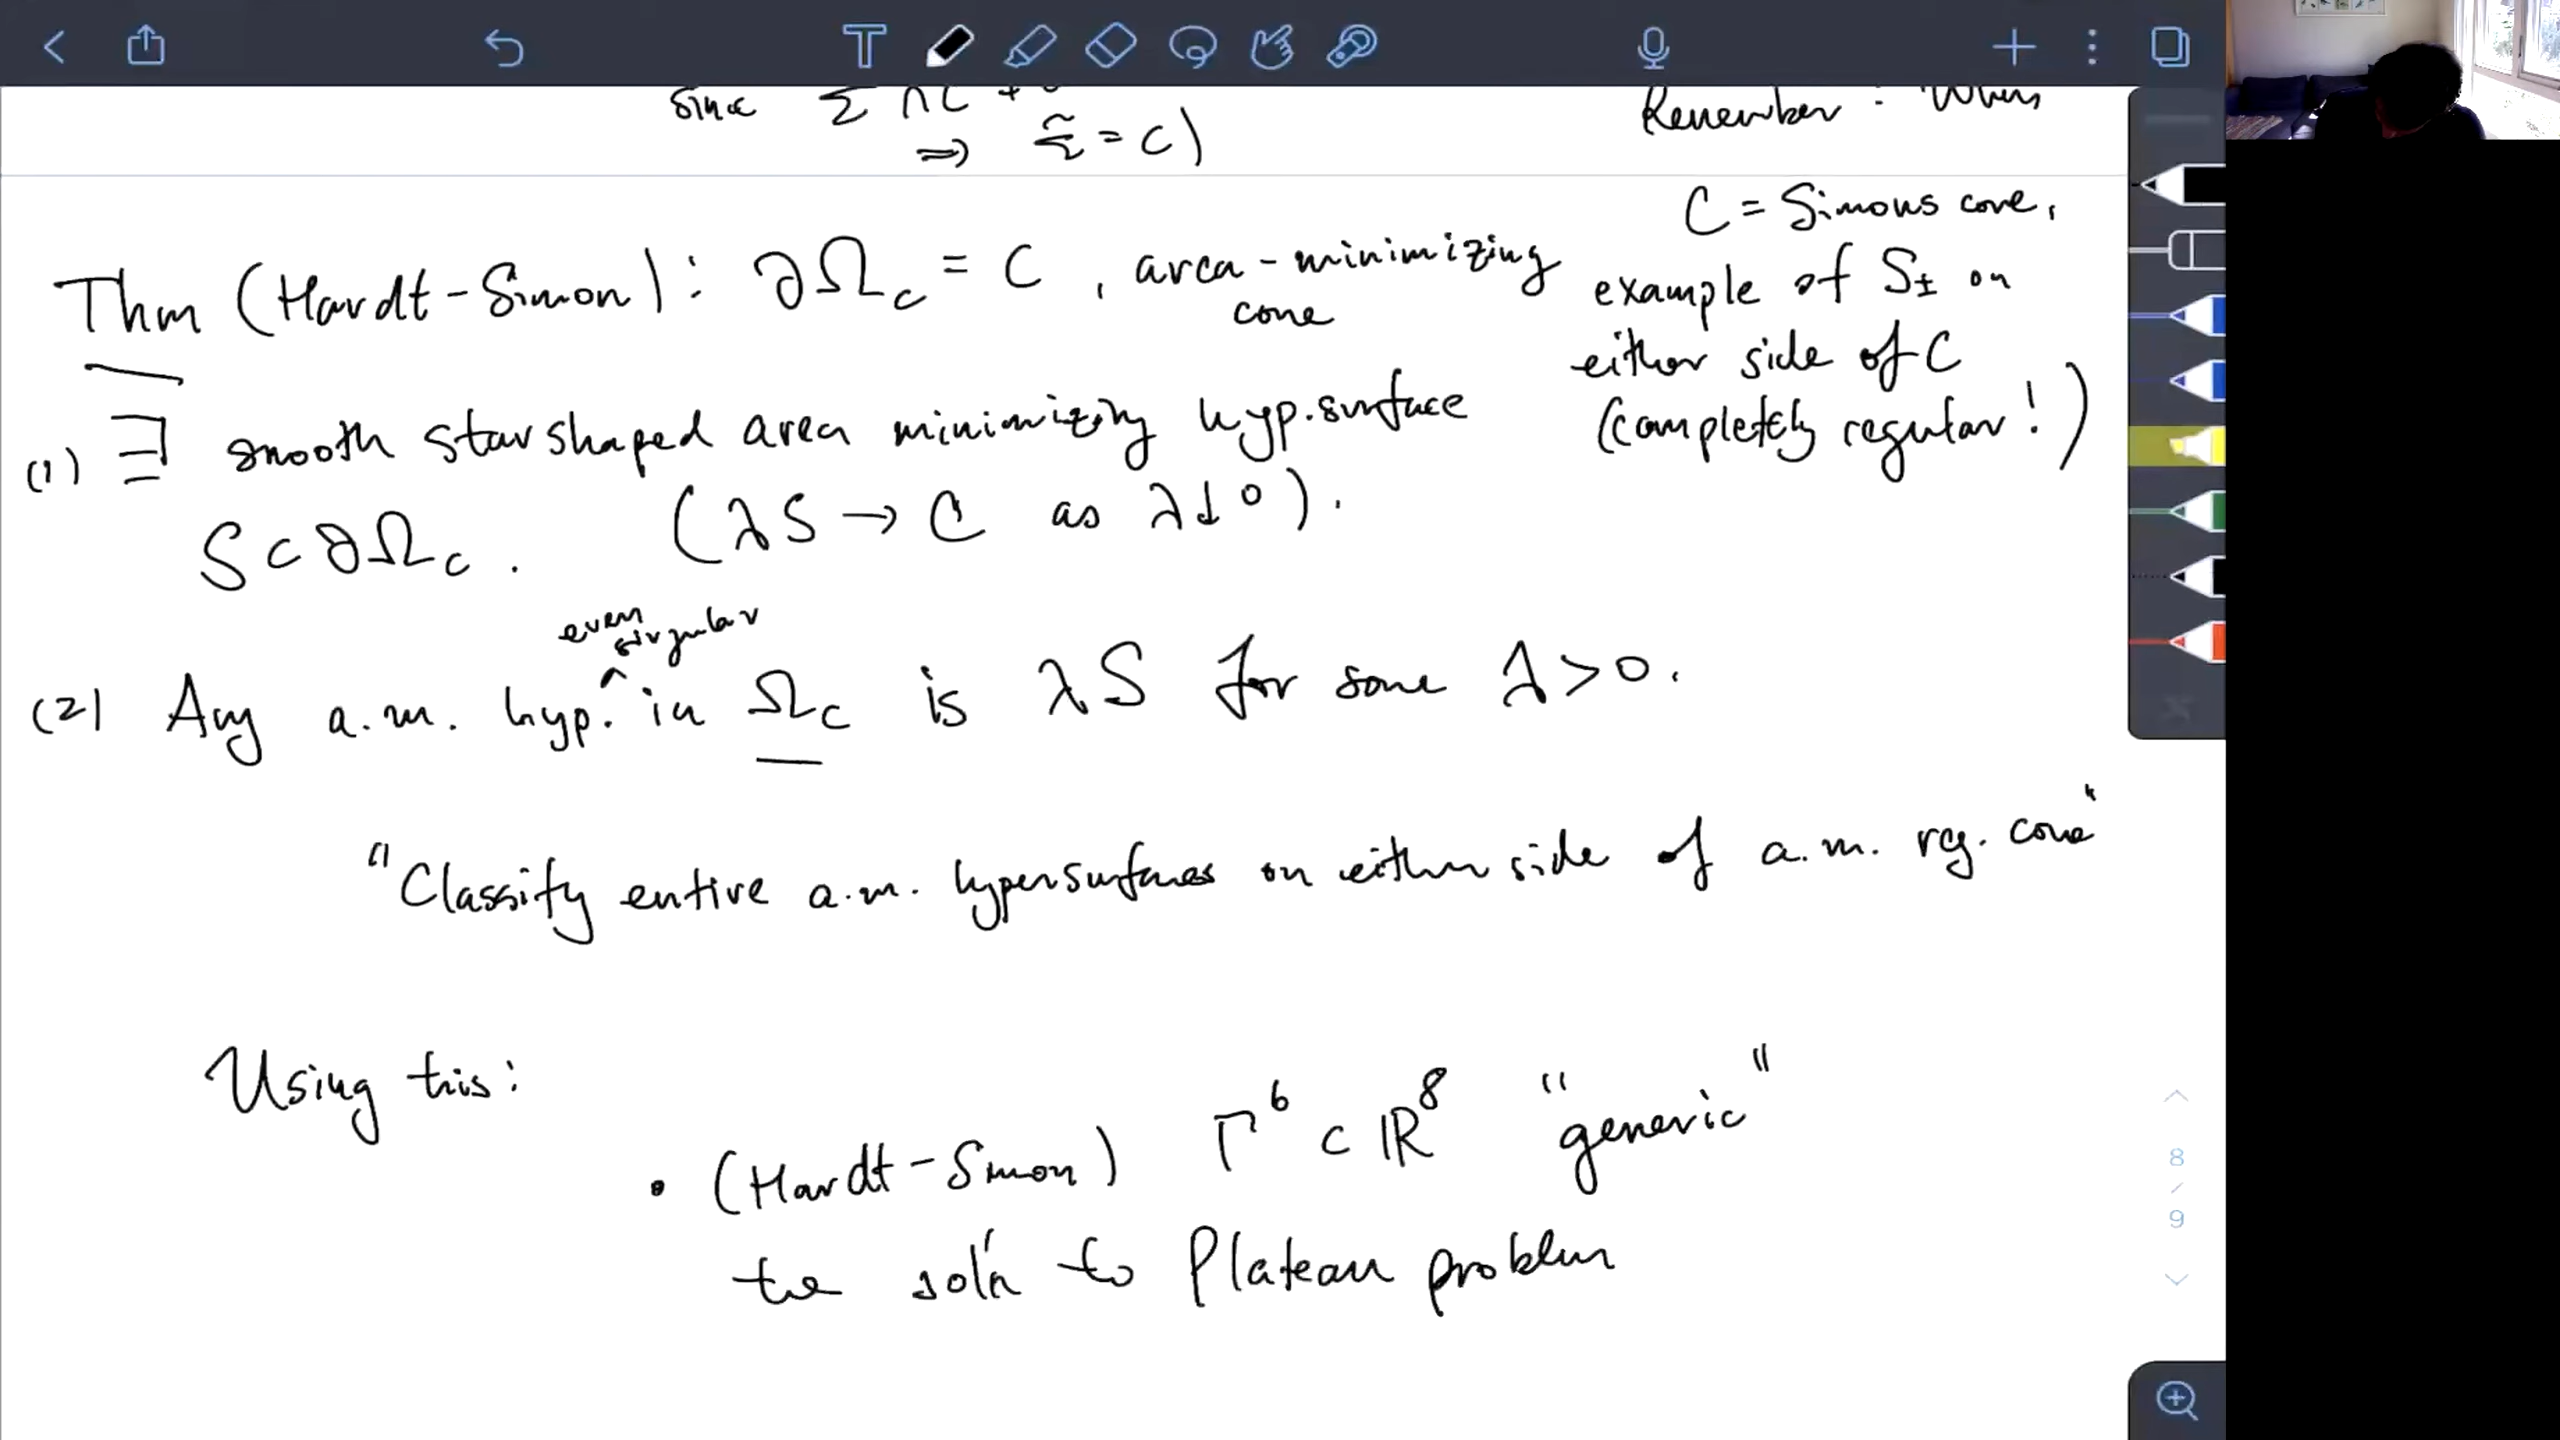 since Σ ∩ C ≠
⇒ Σ̃ = C)
Remember : When
C = Simons cone,
example of S± on
either side of C
(completely regular!)
Thm (Hardt-Simon): ∂Ω_c = C, area-minimizing
cone
(1) ∃ smooth starshaped area minimizing hyp.surface
S ⊂ ∂Ω_c . (λS → C as λ↓0).
even
singular
(2) Any a.m. hyp. ^ in Ω_c is λS for some λ>0.
"Classify entire a.m. hypersurfaces on either side of a.m. reg. cone"
Using this:
• (Hardt-Simon) Γ⁶ ⊂ ℝ⁸ "generic"
the sol'n to Plateau problem
8
/
9